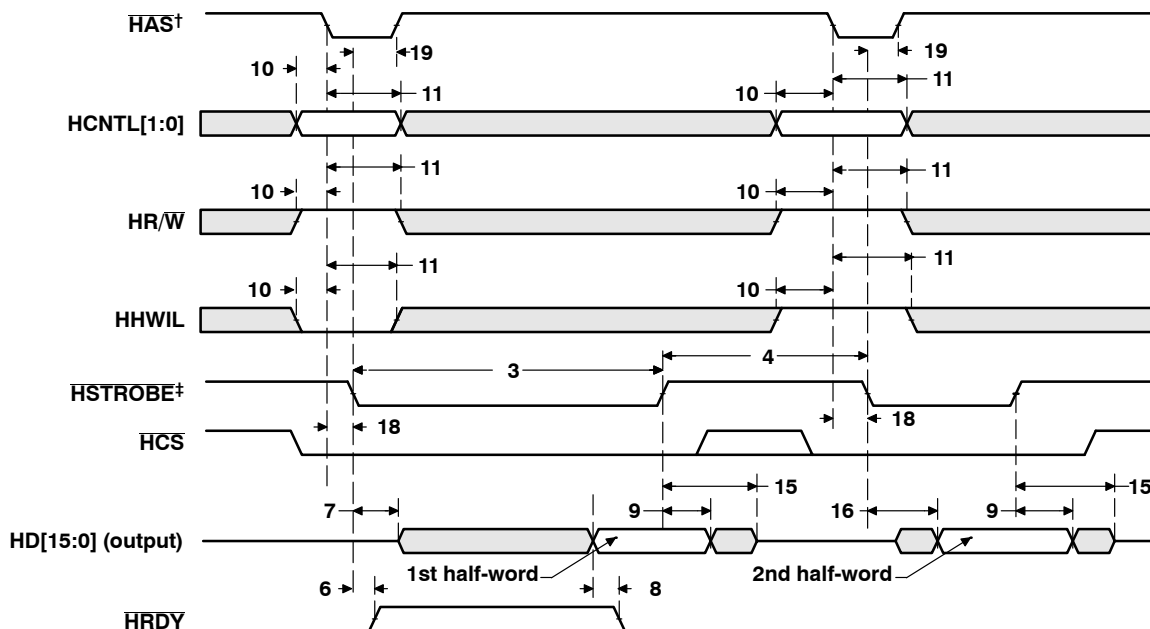 HAS†
19
19
10
11
10
11
HCNTL[1:0]
11
11
10
10
HR/W
11
11
10
10
HHWIL
3
4
HSTROBE‡
18
18
HCS
15
15
7
9
16
9
HD[15:0] (output)
1st half-word
2nd half-word
6
8
HRDY